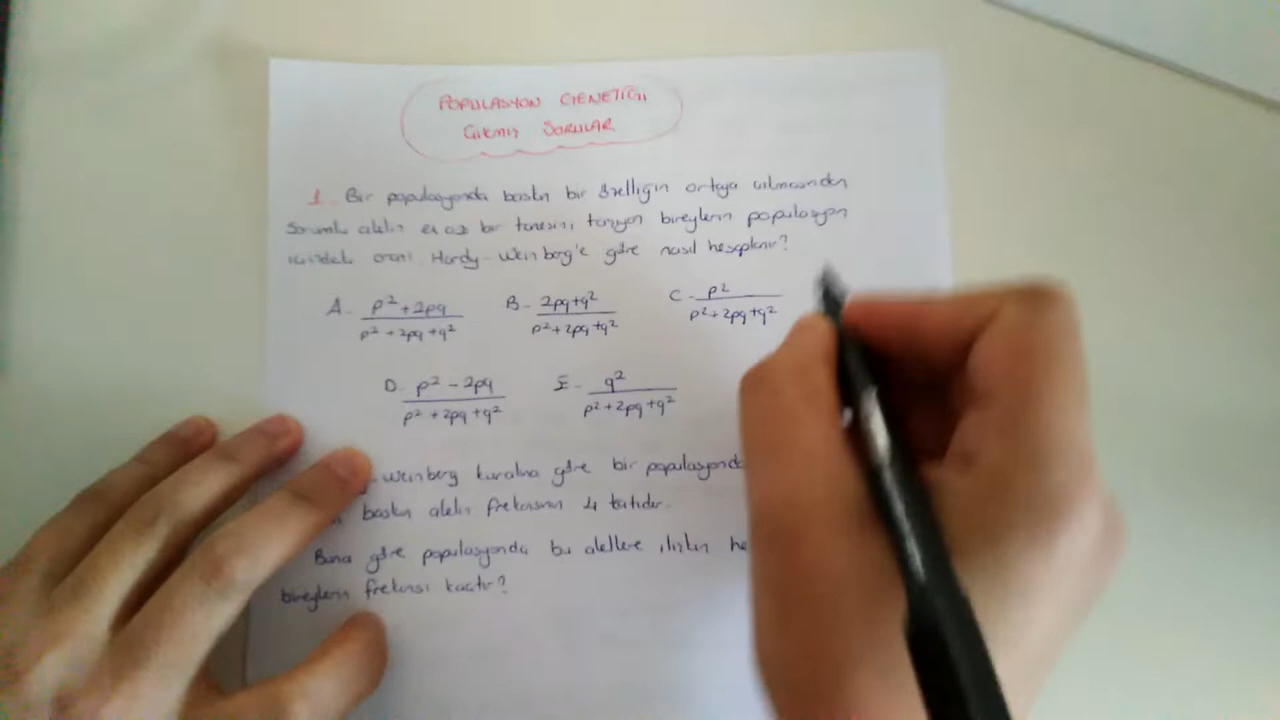 POPULASYON GENETIĞI
ÇIKMIŞ SORULAR
1. Bir populasyonda baskın bir özelliğin ortaya çıkmasından
sorumlu alelin en az bir tanesini taşıyan bireylerin populasyon
içindeki oranı Hardy-Weinberg'e göre nasıl hesaplanır?
A- p²+2pq / p²+2pq+q² B- 2pq+q² / p²+2pq+q² C- p² / p²+2pq+q²
D- p²-2pq / p²+2pq+q² E- q² / p²+2pq+q²
-Weinberg kuralına göre bir populasyonda
baskın alelin frekansının 4 katıdır.
Buna göre populasyonda bu alellere ilişkin
bireylerin frekansı kaçtır?